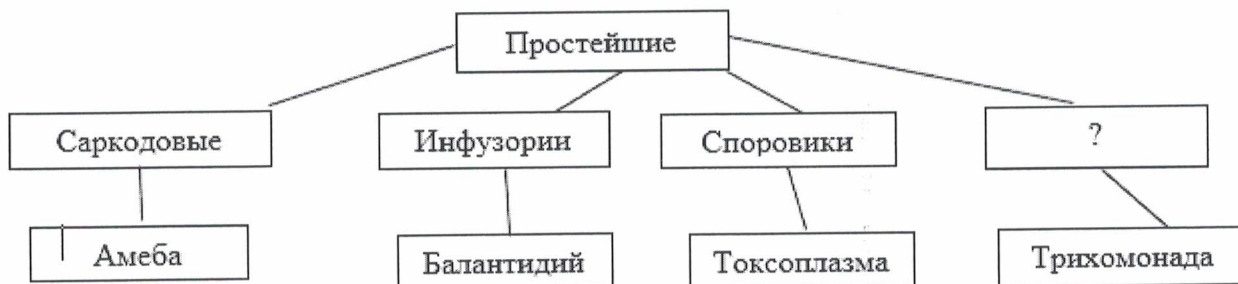 Простейшие
Саркодовые
Инфузории
Споровики
?
Амеба
Балантидий
Токсоплазма
Трихомонада